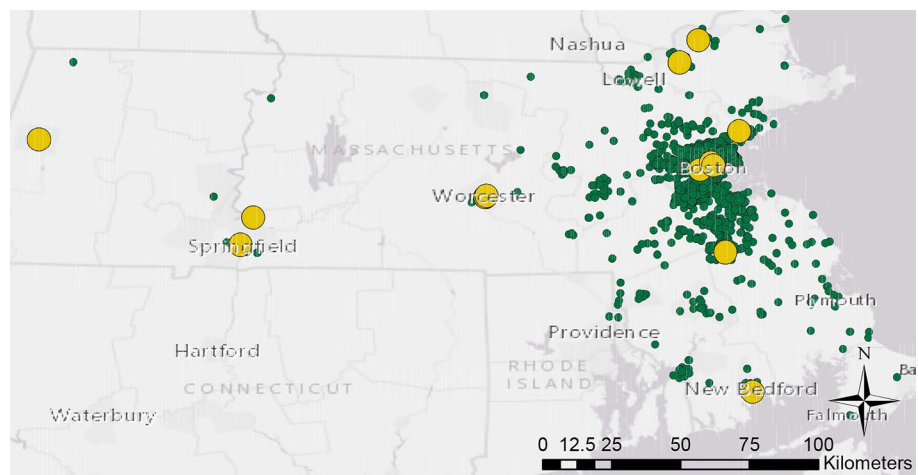 Nashua
Lowell
MASSACHUSETTS
Boston
Worcester
Springfield
Plymouth
Providence
Hartford
N
RHODE
ISLAND
Ba
CONNECTICUT
New Bedford
Waterbury
Falmouth
0 12.5 25 50 75 100
Kilometers